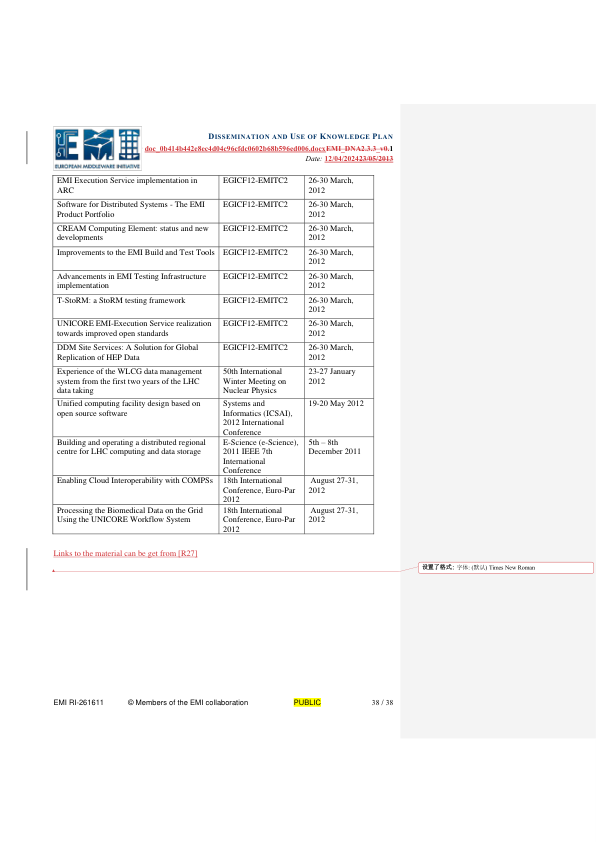 EMI
EUROPEAN MIDDLEWARE INITIATIVE
DISSEMINATION AND USE OF KNOWLEDGE PLAN
doc_0b414b442c8cc4d04c96cfdc0602b68b596ed006.docxEMI_DNA2.3.3_v0.1
Date: 12/04/202423/05/2013
EMI Execution Service implementation in ARC EGICF12-EMITC2 26-30 March, 2012
Software for Distributed Systems - The EMI Product Portfolio EGICF12-EMITC2 26-30 March, 2012
CREAM Computing Element: status and new developments EGICF12-EMITC2 26-30 March, 2012
Improvements to the EMI Build and Test Tools EGICF12-EMITC2 26-30 March, 2012
Advancements in EMI Testing Infrastructure implementation EGICF12-EMITC2 26-30 March, 2012
T-StoRM: a StoRM testing framework EGICF12-EMITC2 26-30 March, 2012
UNICORE EMI-Execution Service realization towards improved open standards EGICF12-EMITC2 26-30 March, 2012
DDM Site Services: A Solution for Global Replication of HEP Data EGICF12-EMITC2 26-30 March, 2012
Experience of the WLCG data management system from the first two years of the LHC data taking 50th International Winter Meeting on Nuclear Physics 23-27 January 2012
Unified computing facility design based on open source software Systems and Informatics (ICSAI), 2012 International Conference 19-20 May 2012
Building and operating a distributed regional centre for LHC computing and data storage E-Science (e-Science), 2011 IEEE 7th International Conference 5th – 8th December 2011
Enabling Cloud Interoperability with COMPSs 18th International Conference, Euro-Par 2012 August 27-31, 2012
Processing the Biomedical Data on the Grid Using the UNICORE Workflow System 18th International Conference, Euro-Par 2012 August 27-31, 2012
Links to the material can be get from [R27]
设置了格式: 字体: (默认) Times New Roman
EMI RI-261611 © Members of the EMI collaboration PUBLIC 38 / 38